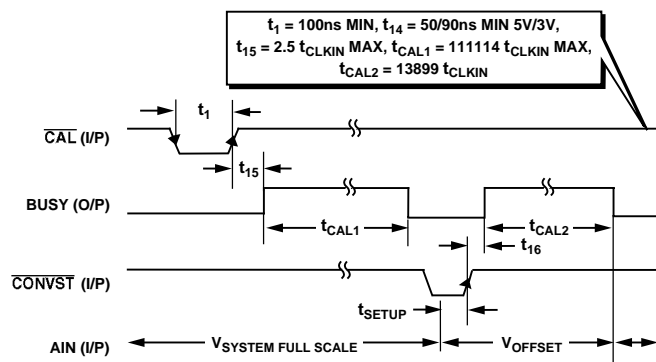 t1 = 100ns MIN, t14 = 50/90ns MIN 5V/3V,
t15 = 2.5 tCLKIN MAX, tCAL1 = 111114 tCLKIN MAX,
tCAL2 = 13899 tCLKIN
t1
CAL (I/P)
t15
BUSY (O/P)
tCAL1
tCAL2
t16
CONVST (I/P)
tSETUP
AIN (I/P)
VSYSTEM FULL SCALE
VOFFSET